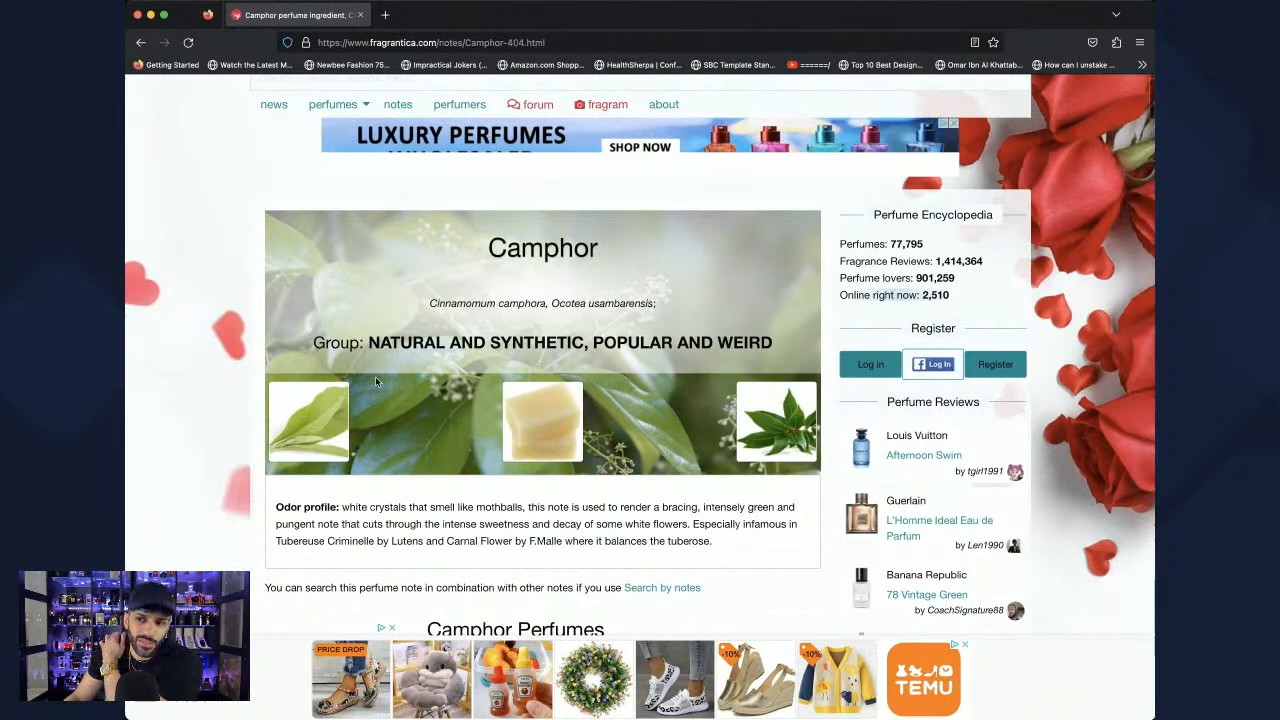 Camphor perfume ingredient, C
https://www.fragrantica.com/notes/Camphor-404.html
Getting Started
Watch the Latest M...
Newbee Fashion 75...
Impractical Jokers (...
Amazon.com Shopp...
HealthSherpa | Conf...
SBC Template Stan...
======/
Top 10 Best Design...
Omar Ibn Al Khattab...
How can I unstake ...
news
perfumes
notes
perfumers
forum
fragram
about
LUXURY PERFUMES
SHOP NOW
Camphor
Cinnamomum camphora, Ocotea usambarensis;
Group: NATURAL AND SYNTHETIC, POPULAR AND WEIRD
Odor profile: white crystals that smell like mothballs, this note is used to render a bracing, intensely green and
pungent note that cuts through the intense sweetness and decay of some white flowers. Especially infamous in
Tubereuse Criminelle by Lutens and Carnal Flower by F.Malle where it balances the tuberose.
You can search this perfume note in combination with other notes if you use Search by notes
Camphor Perfumes
Perfume Encyclopedia
Perfumes: 77,795
Fragrance Reviews: 1,414,364
Perfume lovers: 901,259
Online right now: 2,510
Register
Log in
Log In
Register
Perfume Reviews
Louis Vuitton
Afternoon Swim
by tgirl1991
Guerlain
L'Homme Ideal Eau de
Parfum
by Len1990
Banana Republic
78 Vintage Green
by CoachSignature88
PRICE DROP
-10%
-10%
TEMU